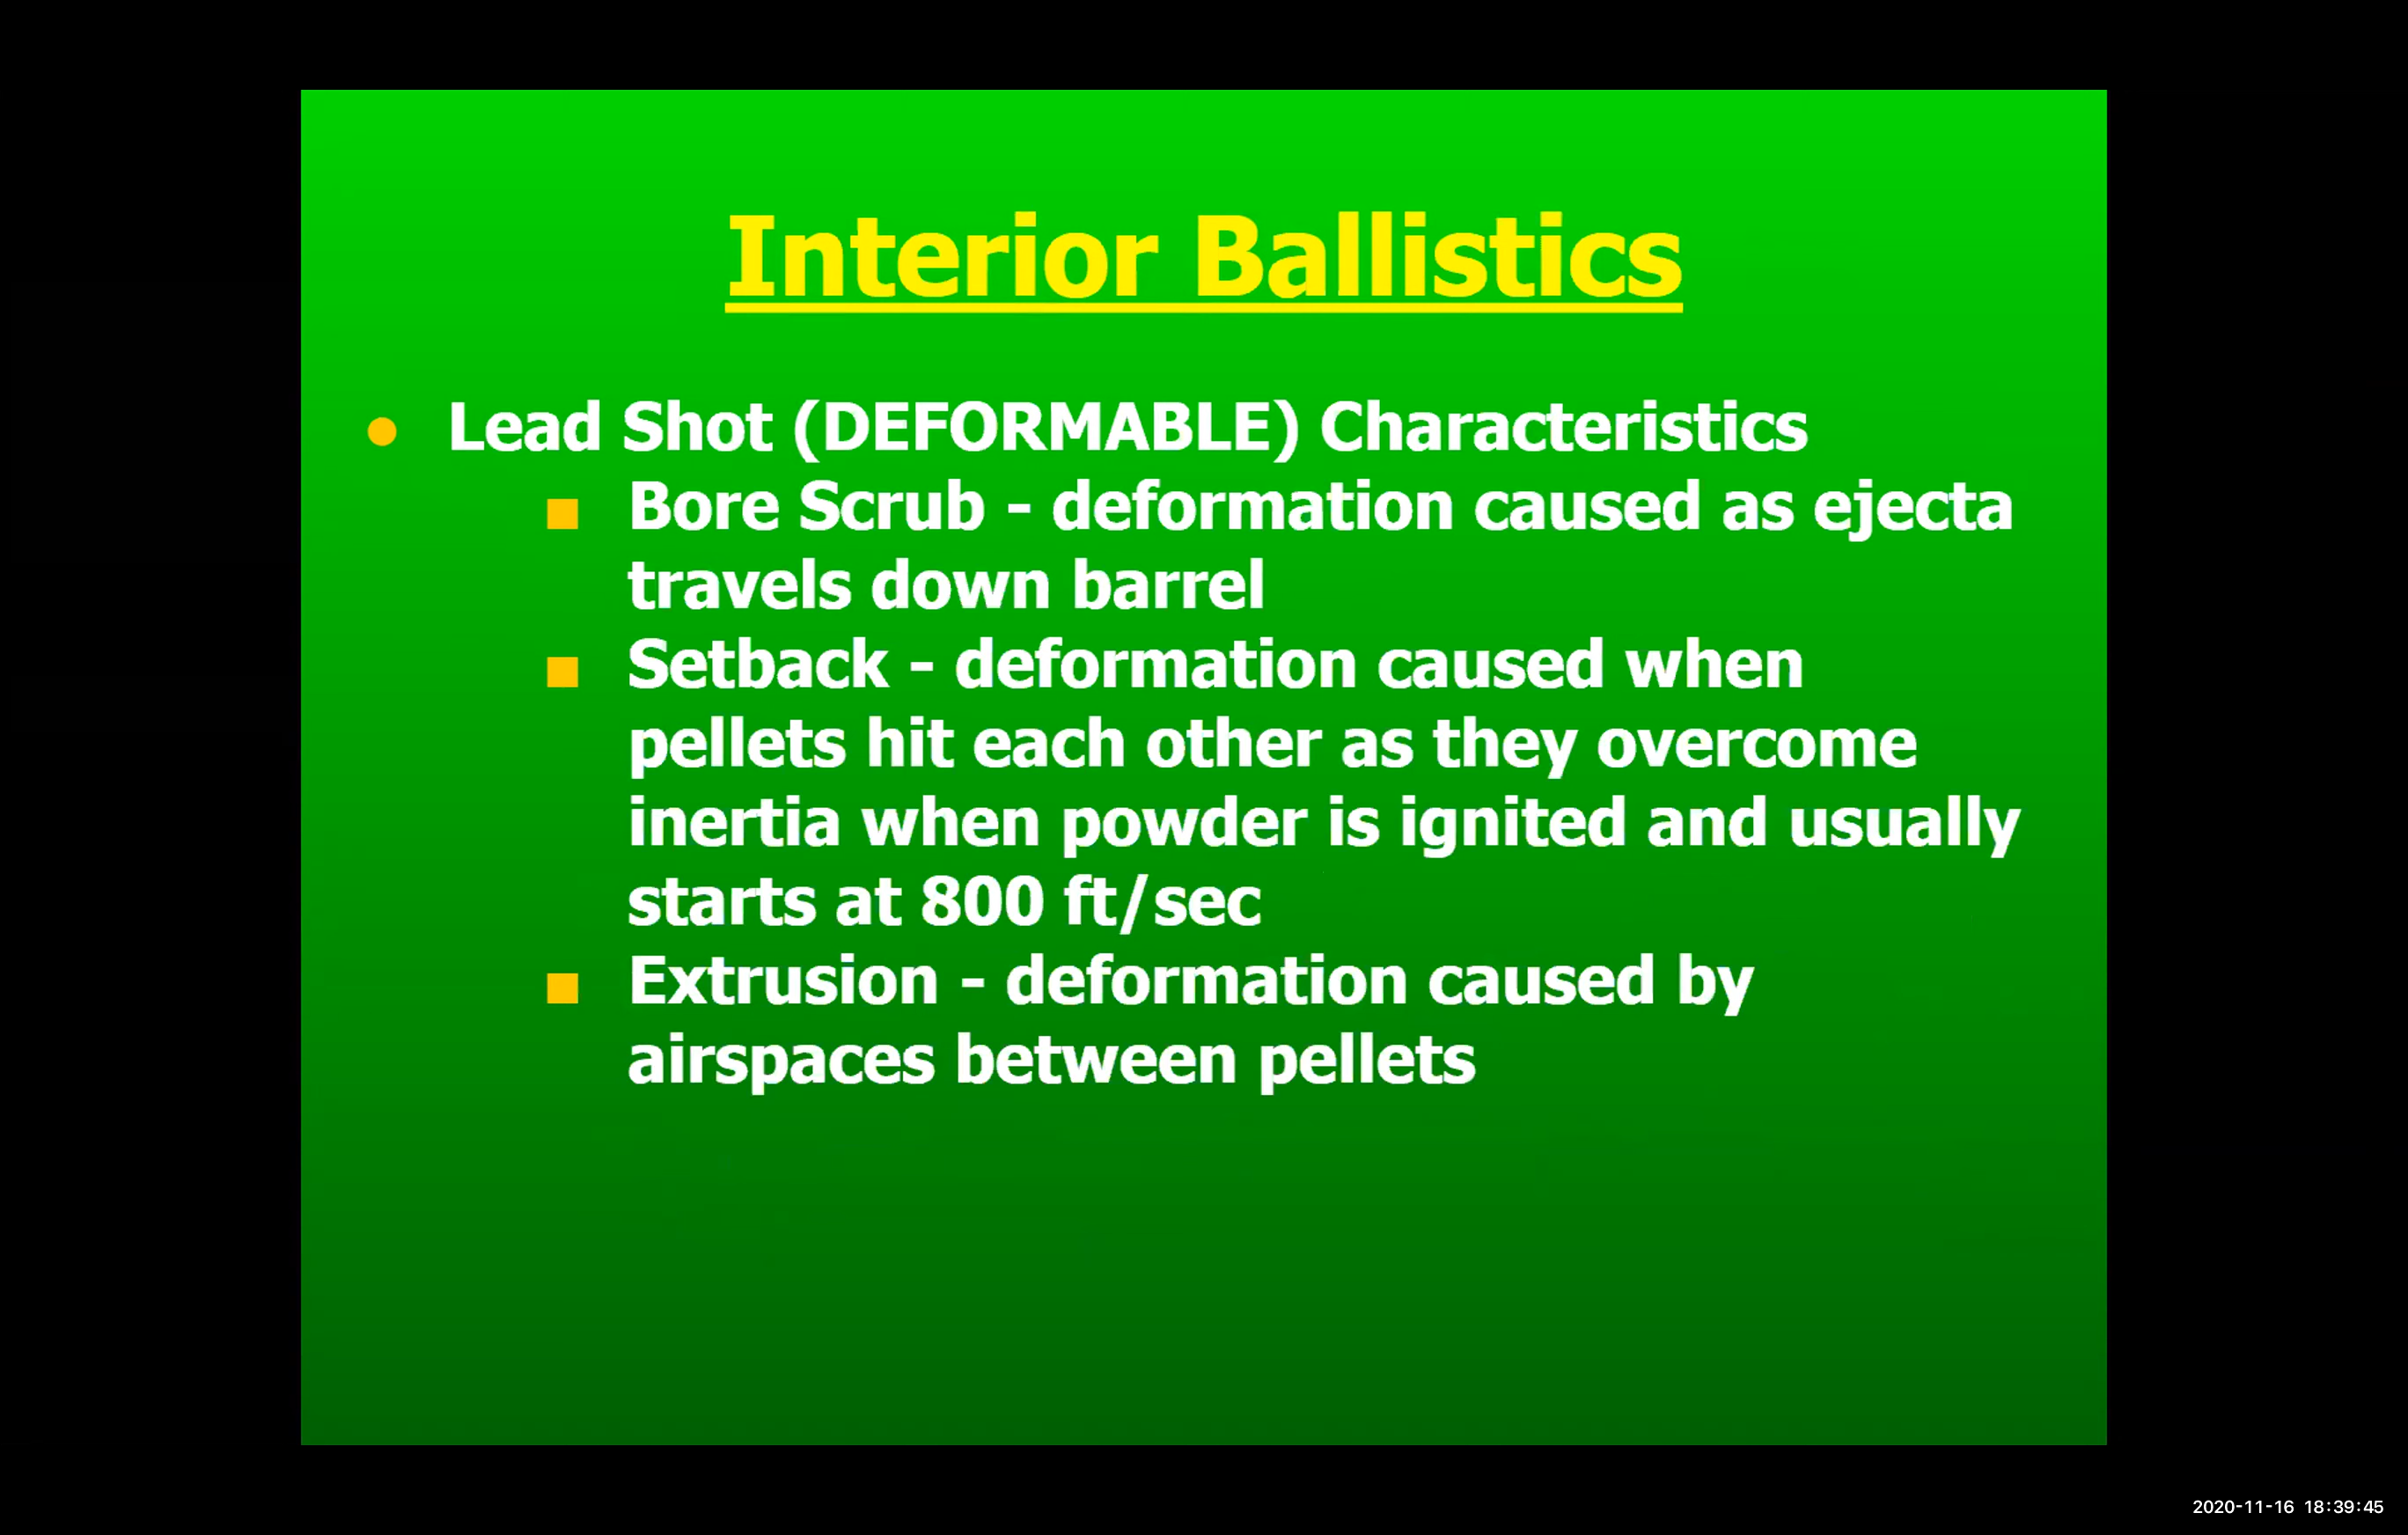 Interior Ballistics
Lead Shot (DEFORMABLE) Characteristics
Bore Scrub - deformation caused as ejecta
travels down barrel
Setback - deformation caused when
pellets hit each other as they overcome
inertia when powder is ignited and usually
starts at 800 ft/sec
Extrusion - deformation caused by
airspaces between pellets
2020-11-16 18:39:45